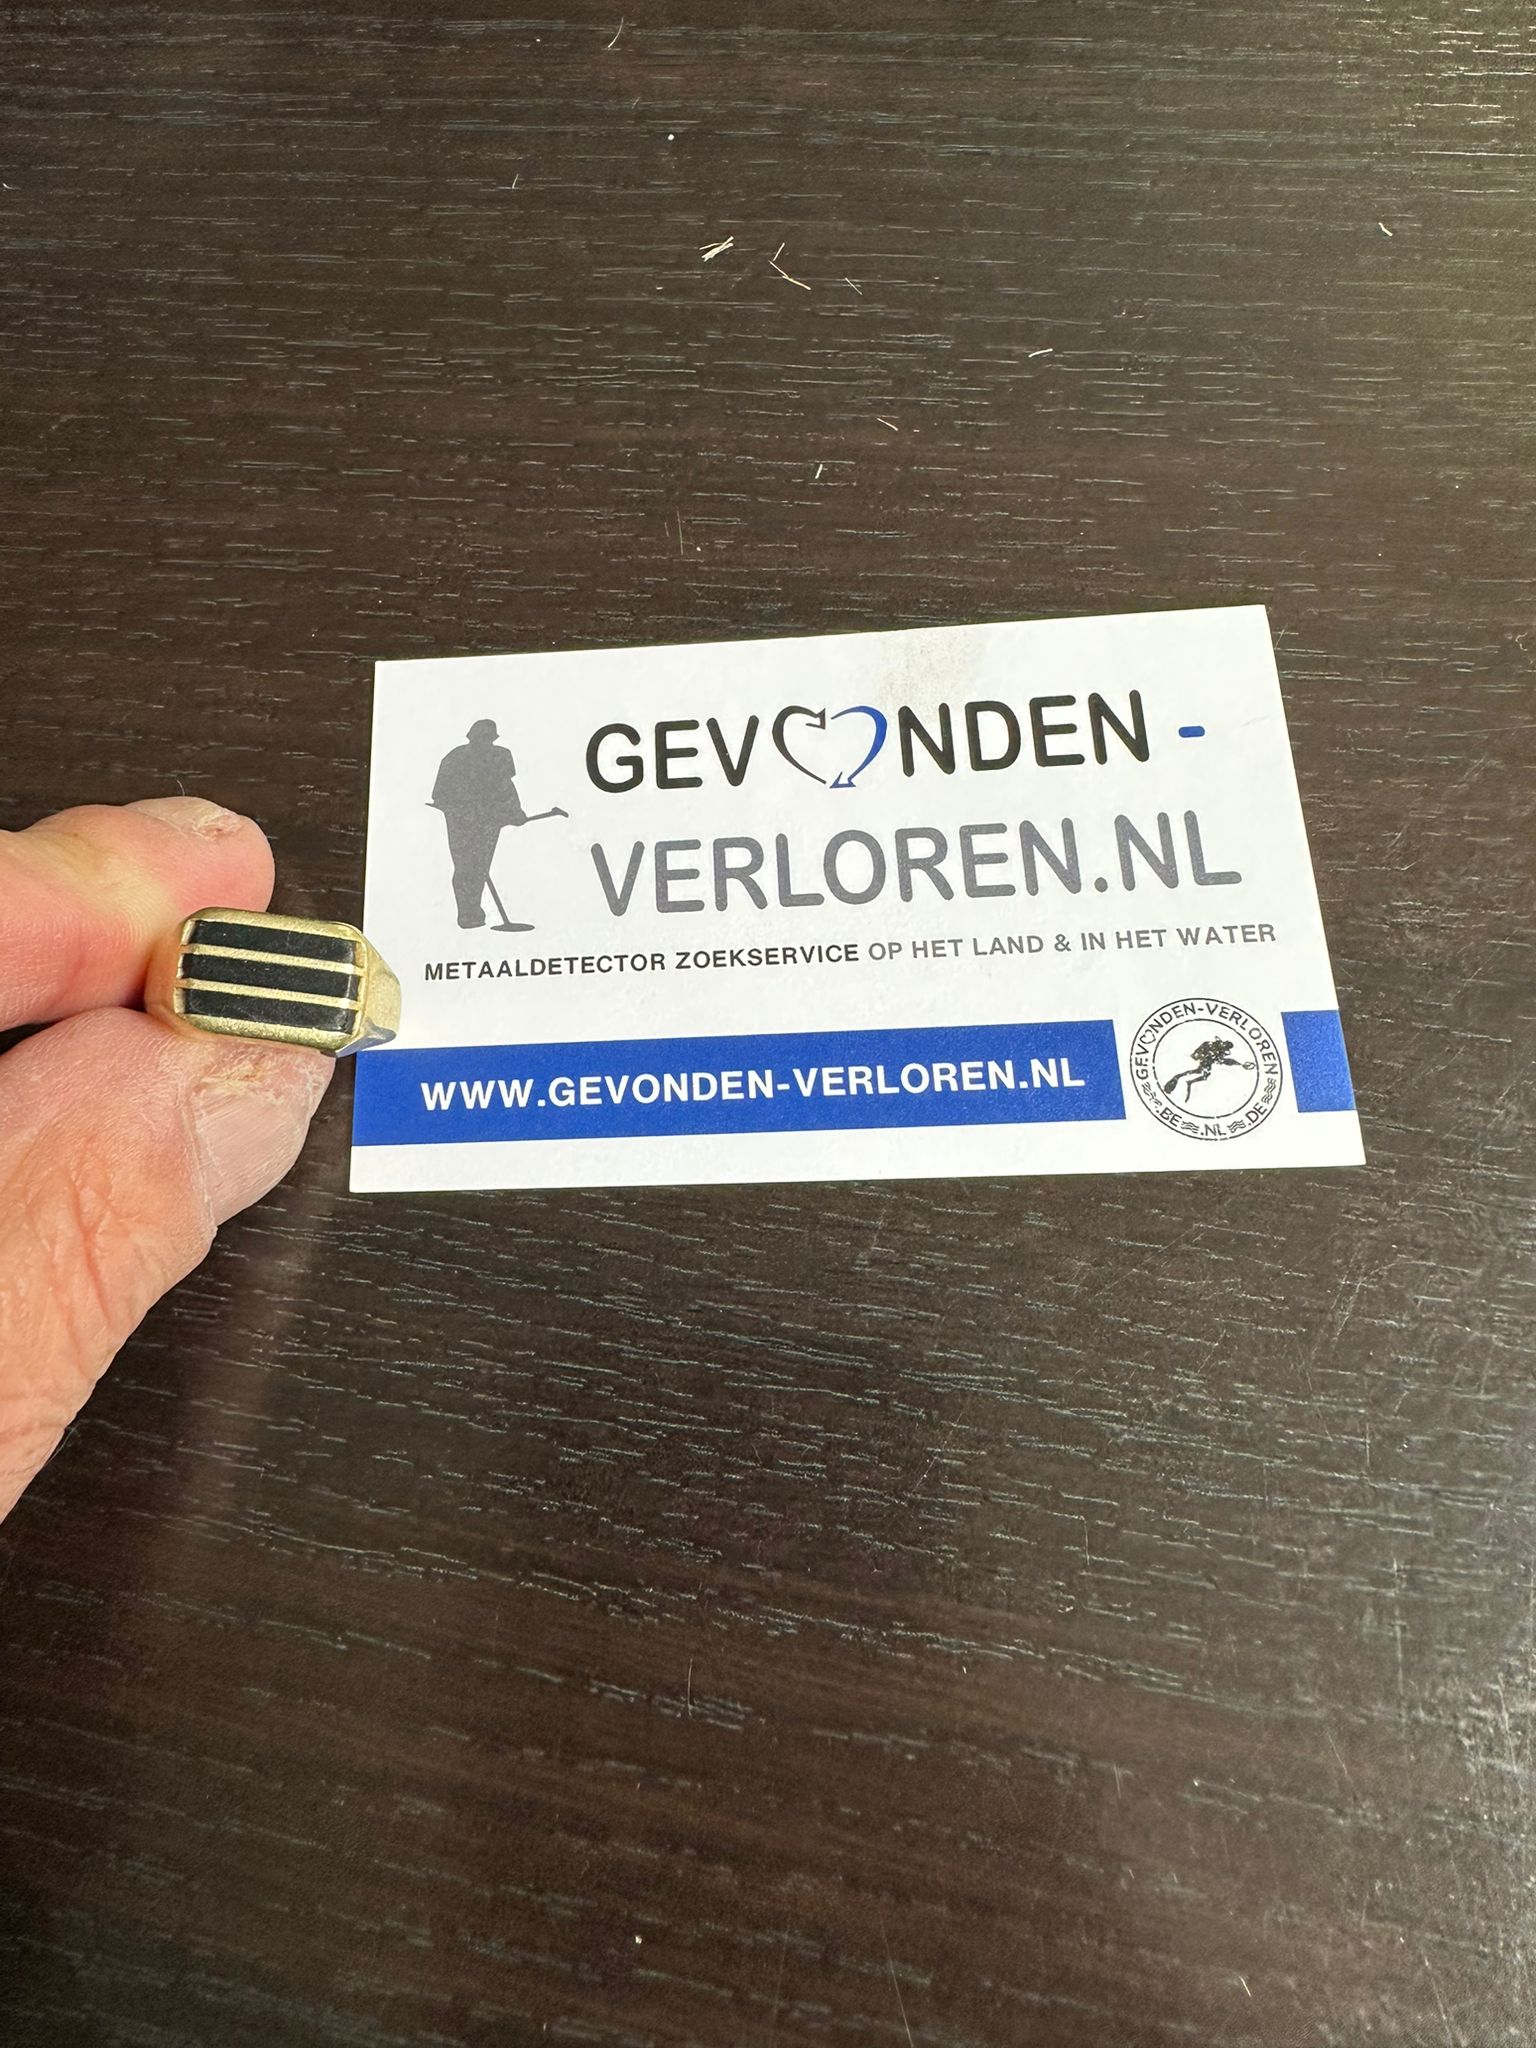 GEVONDEN -
VERLOREN.NL
METAALDETECTOR ZOEKSERVICE OP HET LAND & IN HET WATER
WWW.GEVONDEN-VERLOREN.NL
GEVONDEN-VERLOREN
.BE .NL .DE